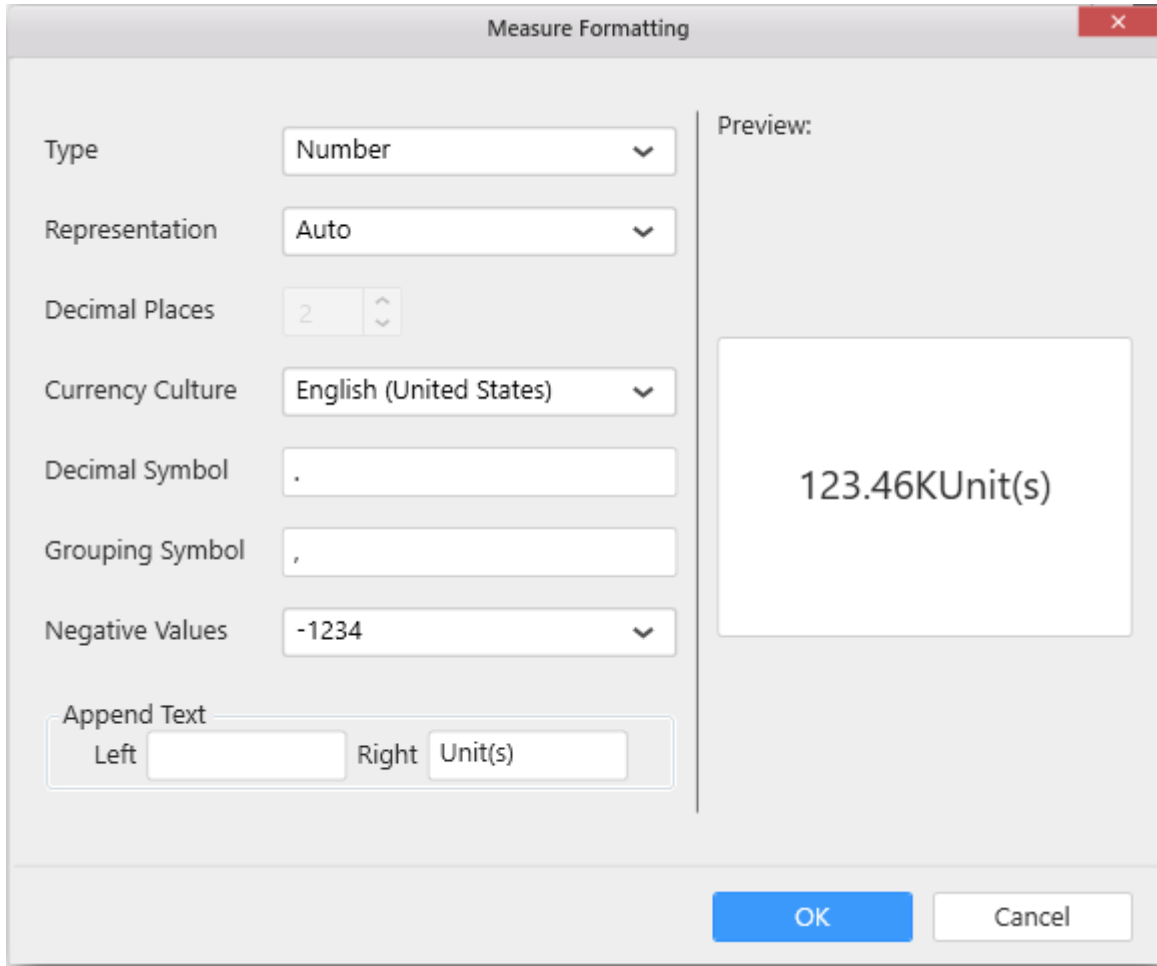 Measure Formatting
Type Number
Preview:
Representation Auto
Decimal Places 2
Currency Culture English (United States)
Decimal Symbol .
123.46KUnit(s)
Grouping Symbol ,
Negative Values -1234
Append Text
Left Right Unit(s)
OK Cancel